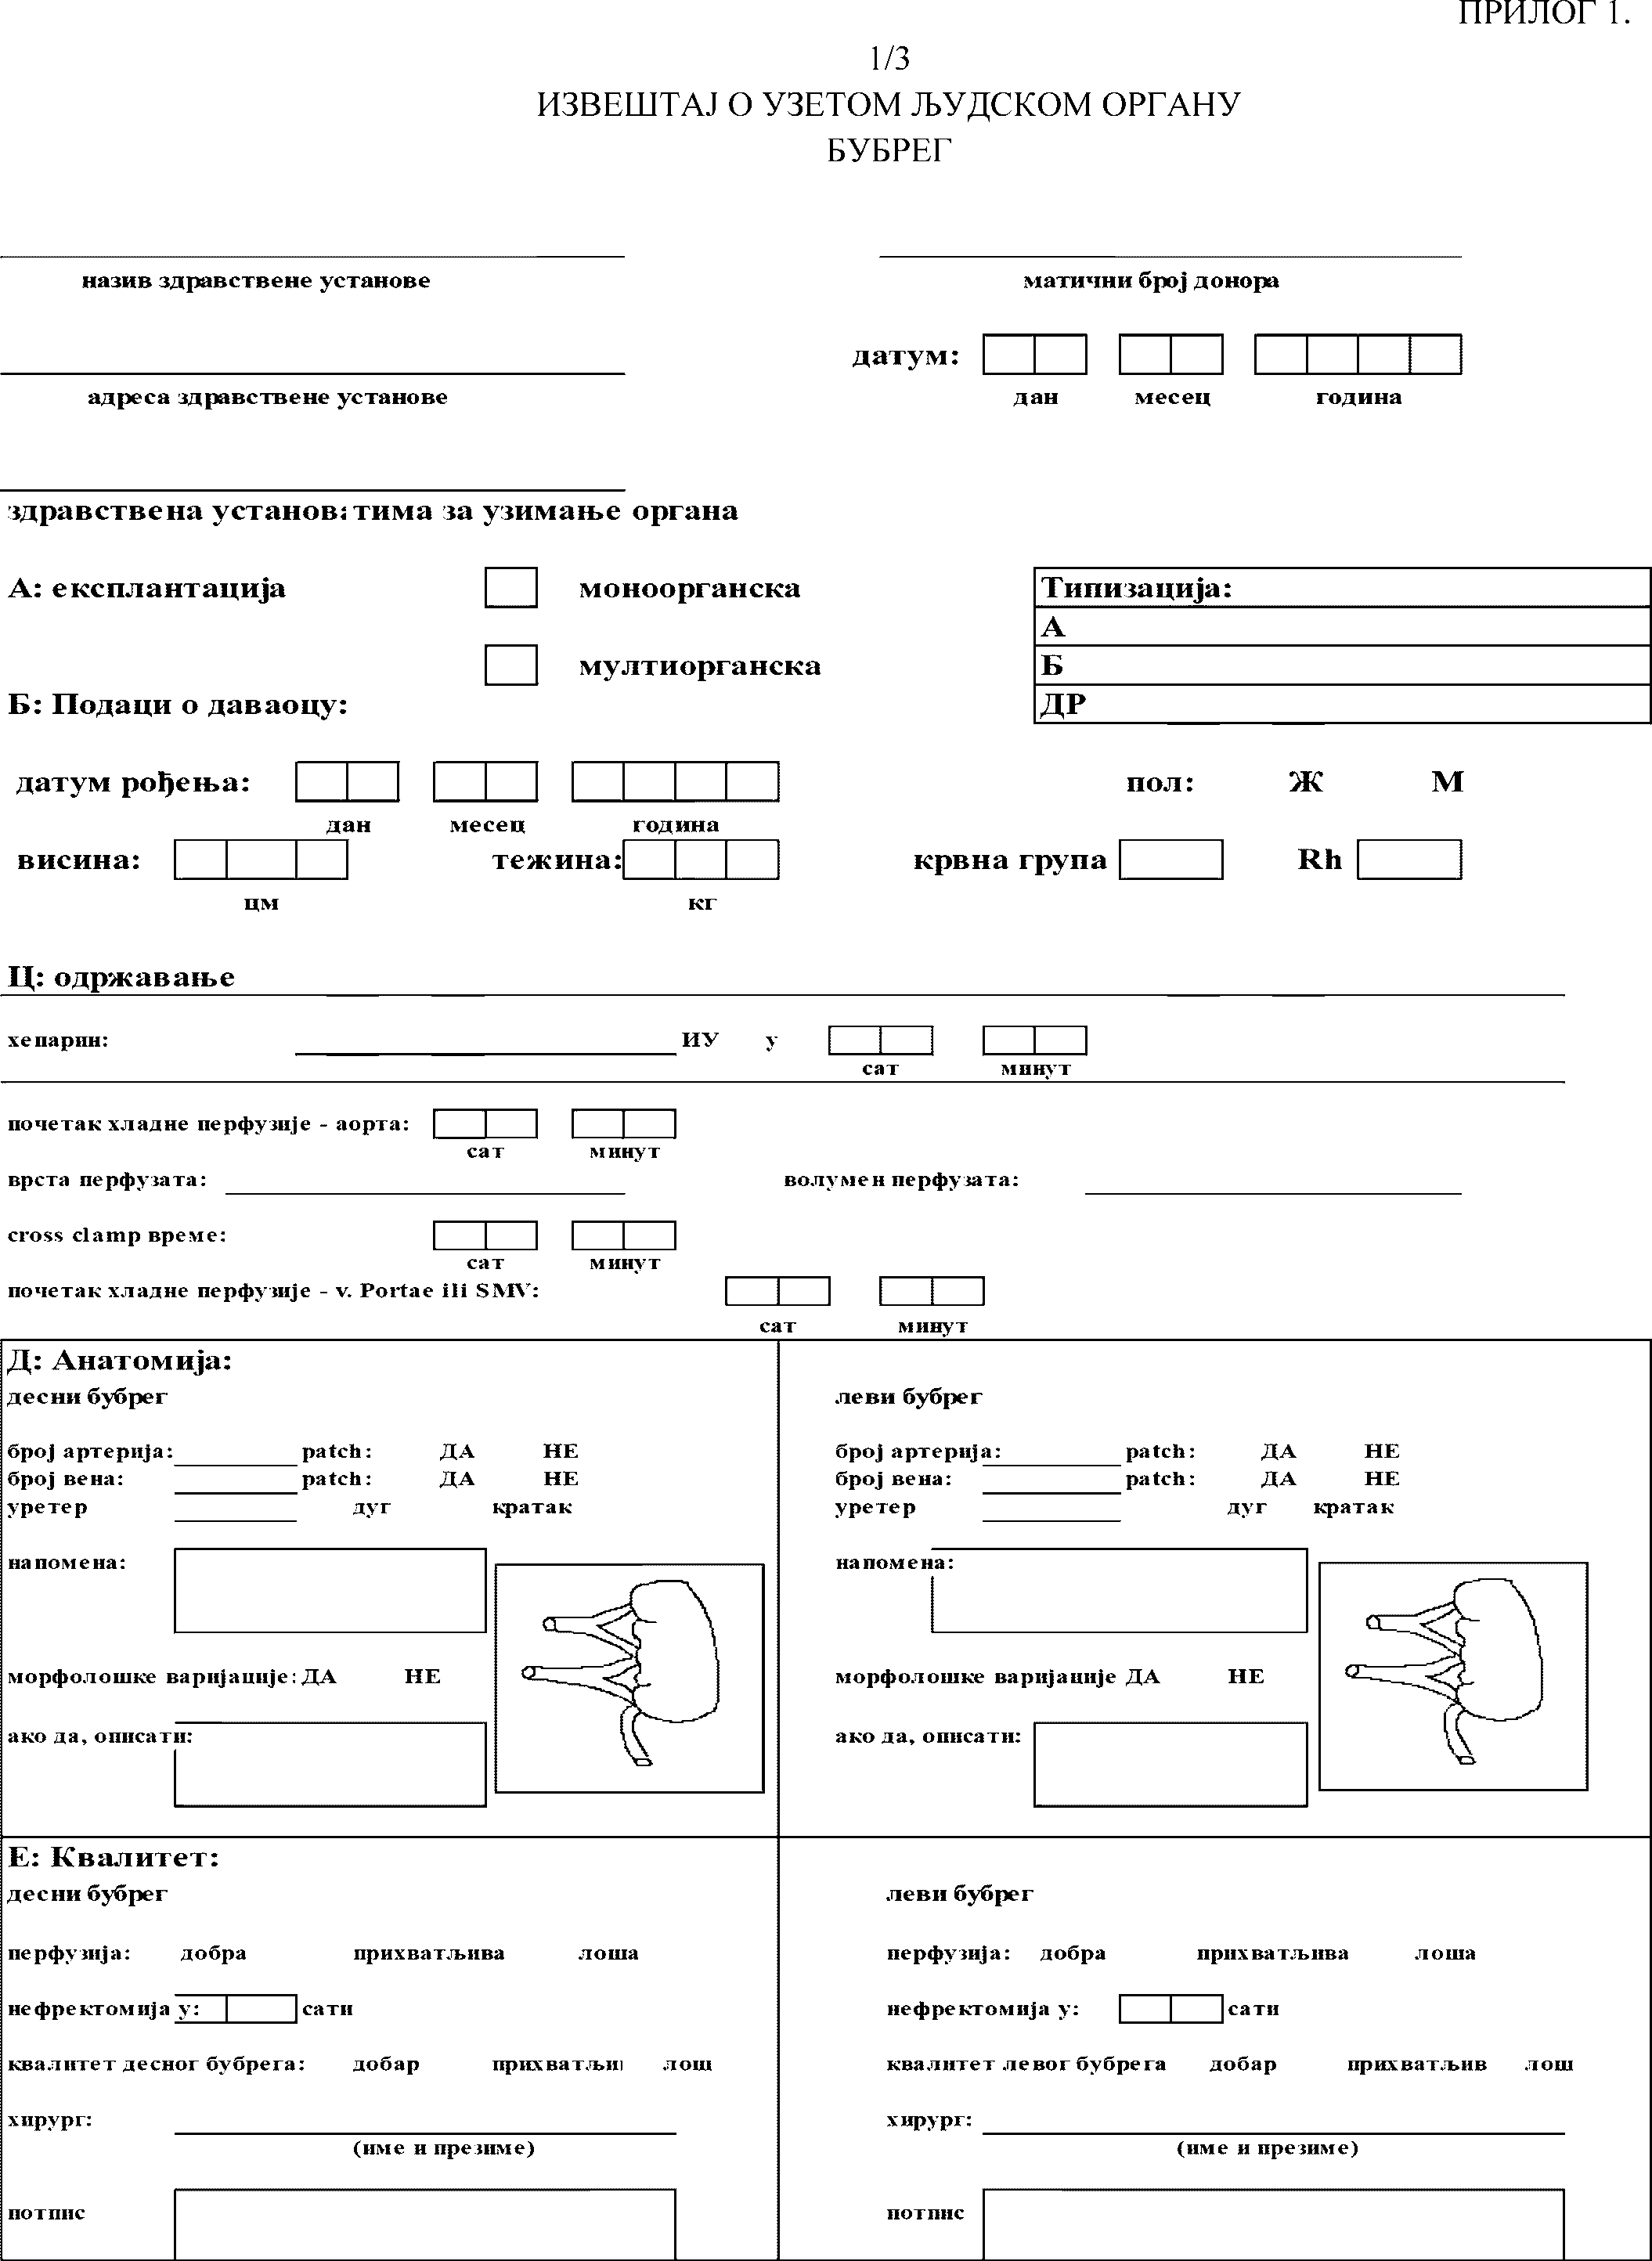 ПРИЛОГ 1.
1/3
ИЗВЕШТАЈ О УЗЕТОМ ЉУДСКОМ ОРГАНУ
БУБРЕГ
назив здравствене установе матични број донора
датум:
адреса здравствене установе дан месец година
здравствена установа тима за узимање органа
А: експлантација моноорганска Типизација:
А
мултиорганска Б
Б: Подаци о даваоцу: ДР
датум рођења: пол: Ж М
дан месец година
висина: тежина: крвна група Rh
цм кг
Ц: одржавање
хепарин: ИУ у
сат минут
почетак хладне перфузије - аорта:
сат минут
врста перфузата: волумен перфузата:
cross clamp време:
сат минут
почетак хладне перфузије - v. Portae ili SMV:
сат минут
Д: Анатомија:
десни бубрег леви бубрег
број артерија: patch: ДА НЕ број артерија: patch: ДА НЕ
број вена: patch: ДА НЕ број вена: patch: ДА НЕ
уретер дуг кратак уретер дуг кратак
напомена: напомена:
морфолошке варијације: ДА НЕ морфолошке варијације ДА НЕ
ако да, описати: ако да, описати:
Е: Квалитет:
десни бубрег леви бубрег
перфузија: добра прихватљива лоша перфузија: добра прихватљива лоша
нефректомија у: сати нефректомија у: сати
квалитет десног бубрега: добар прихватљив лош квалитет левог бубрега добар прихватљив лош
хирург: хирург:
(име и презиме) (име и презиме)
потпис потпис